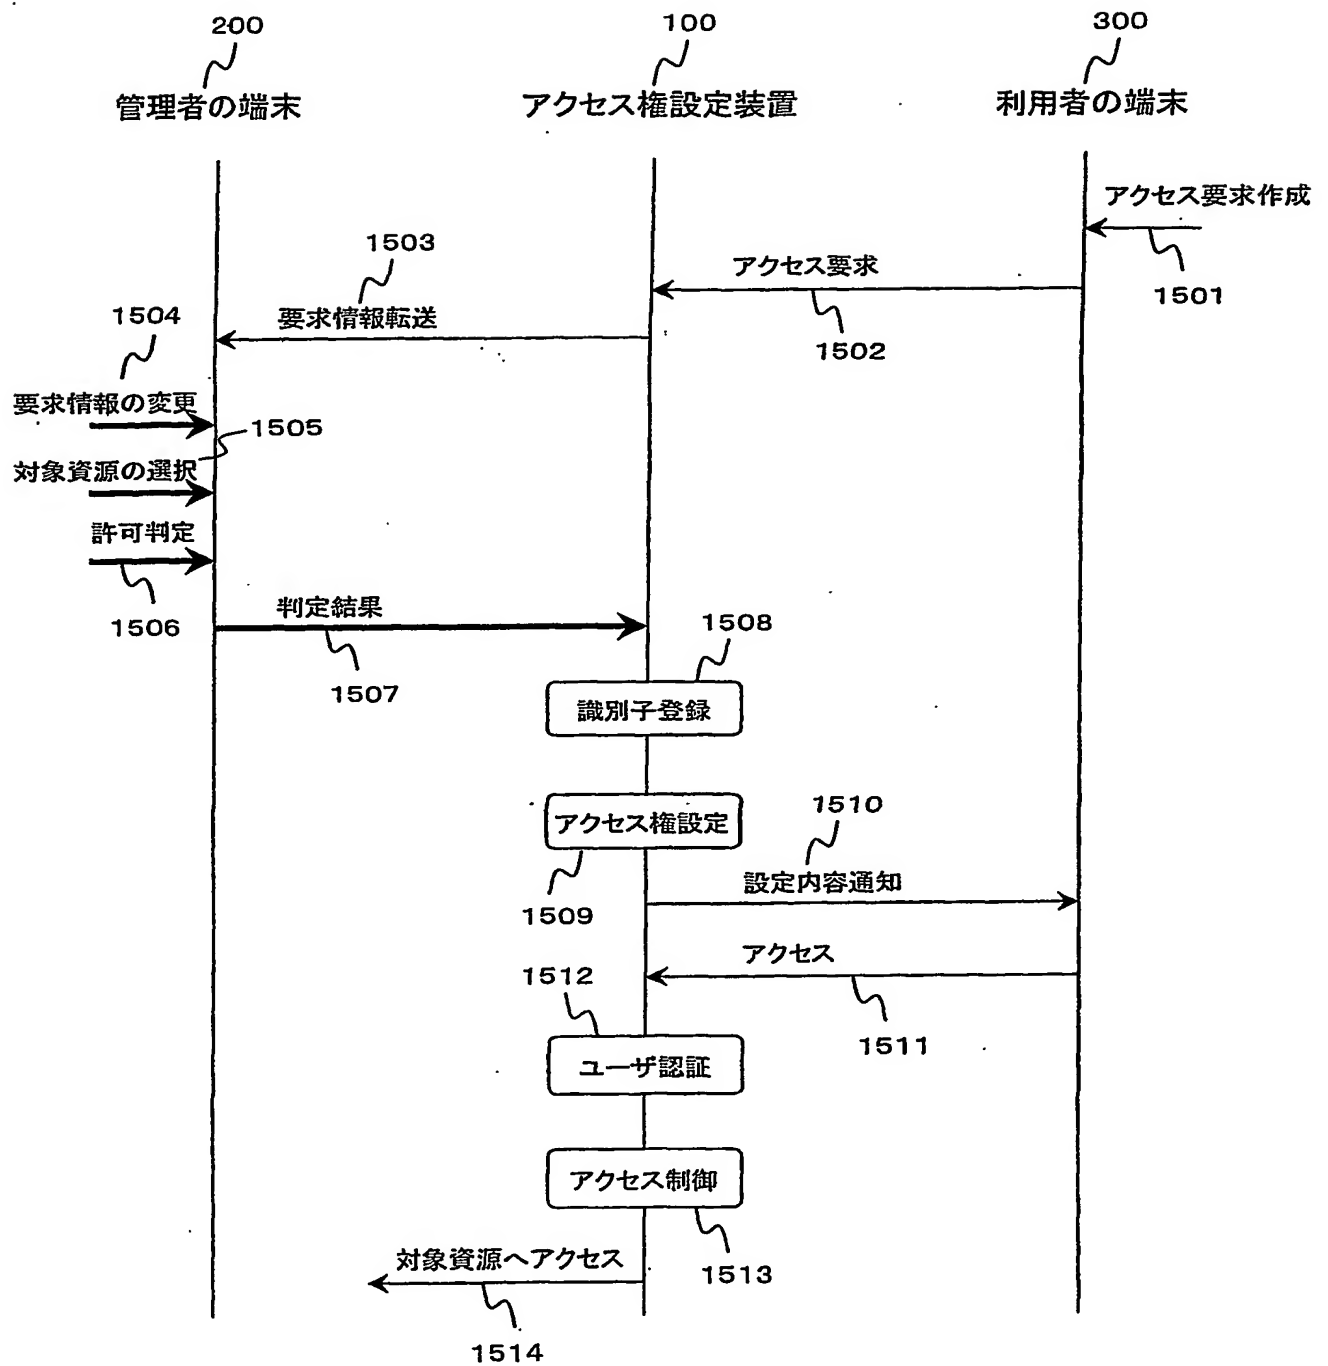 200
100
300
管理者の端末
アクセス権設定装置
利用者の端末
アクセス要求作成
1501
アクセス要求
1502
1503
要求情報転送
1504
要求情報の変更
1505
対象資源の選択
許可判定
1506
判定結果
1507
1508
識別子登録
アクセス権設定
1509
1510
設定内容通知
アクセス
1511
1512
ユーザ認証
アクセス制御
1513
対象資源へアクセス
1514